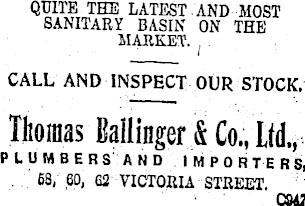 QUITE THE LATEST AND MOST
SANITARY BASIN ON THE
MARKET.
CALL AND INSPECT OUR STOCK.
Thomas Ballinger & Co., Ltd.,
PLUMBERS AND IMPORTERS,
58, 60, 62 VICTORIA STREET.
C942